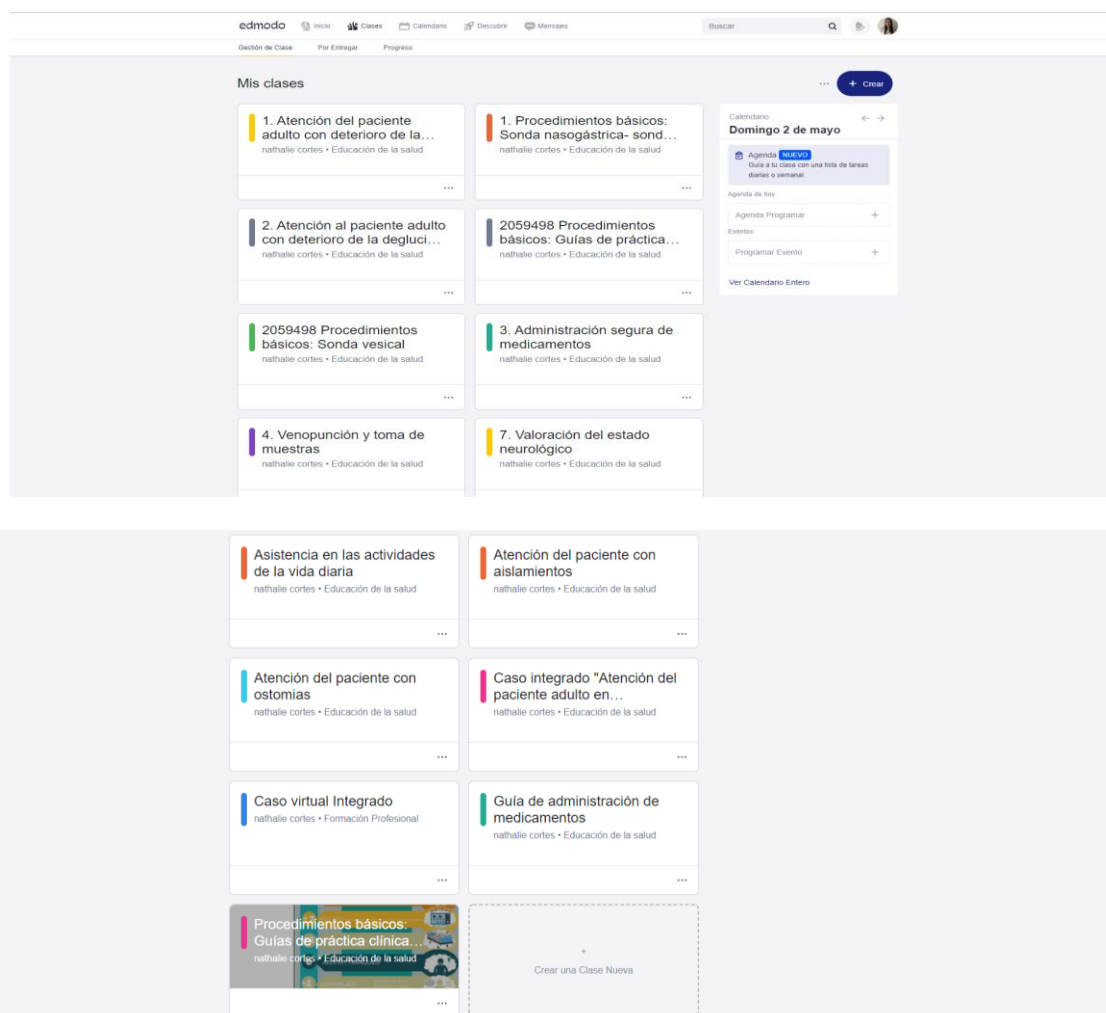 edmodo Inicio Clases Calendario Descubrir Mensajes Buscar
Gestión de Clase Por Entregar Progreso
Mis clases
... + Crear
1. Atención del paciente
adulto con deterioro de la...
nathalie cortes • Educación de la salud
...
1. Procedimientos básicos:
Sonda nasogástrica- sond...
nathalie cortes • Educación de la salud
...
Calendario
Domingo 2 de mayo
Agenda NUEVO
Guía a tu clase con una lista de tareas
diarias o semanal.
Agenda de hoy
Agenda Programar +
Eventos
Programar Evento +
Ver Calendario Entero
2. Atención al paciente adulto
con deterioro de la degluci...
nathalie cortes • Educación de la salud
...
2059498 Procedimientos
básicos: Guías de práctica...
nathalie cortes • Educación de la salud
...
2059498 Procedimientos
básicos: Sonda vesical
nathalie cortes • Educación de la salud
...
3. Administración segura de
medicamentos
nathalie cortes • Educación de la salud
...
4. Venopunción y toma de
muestras
nathalie cortes • Educación de la salud
7. Valoración del estado
neurológico
nathalie cortes • Educación de la salud
Asistencia en las actividades
de la vida diaria
nathalie cortes • Educación de la salud
...
Atención del paciente con
aislamientos
nathalie cortes • Educación de la salud
...
Atención del paciente con
ostomias
nathalie cortes • Educación de la salud
...
Caso integrado "Atención del
paciente adulto en...
nathalie cortes • Educación de la salud
...
Caso virtual Integrado
nathalie cortes • Formación Profesional
...
Guía de administración de
medicamentos
nathalie cortes • Educación de la salud
...
Procedimientos básicos:
Guías de práctica clínica...
nathalie cortes • Educación de la salud
...
+
Crear una Clase Nueva